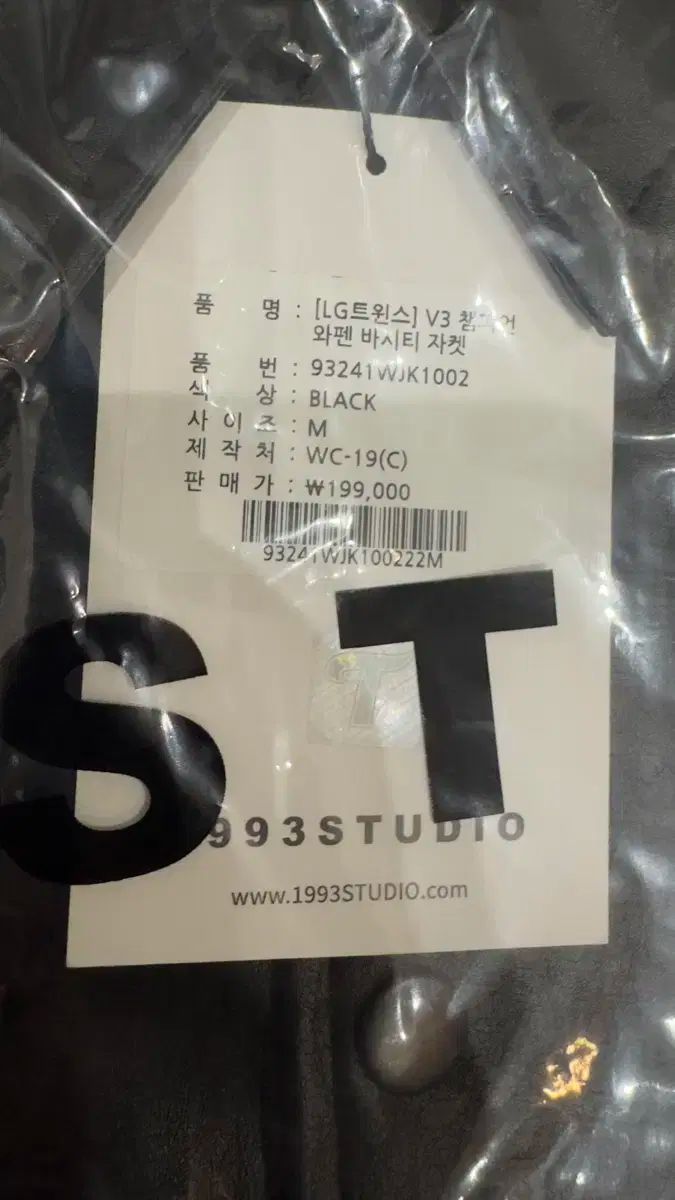 품 명 : [LG트윈스] V3 챔피언
와펜 바시티 자켓
품 번 : 93241WJK1002
색 상 : BLACK
사 이 즈 : M
제 작 처 : WC-19(C)
판 매 가 : ₩199,000
93241WJK100222M
S T
993STUDIO
www.1993STUDIO.com